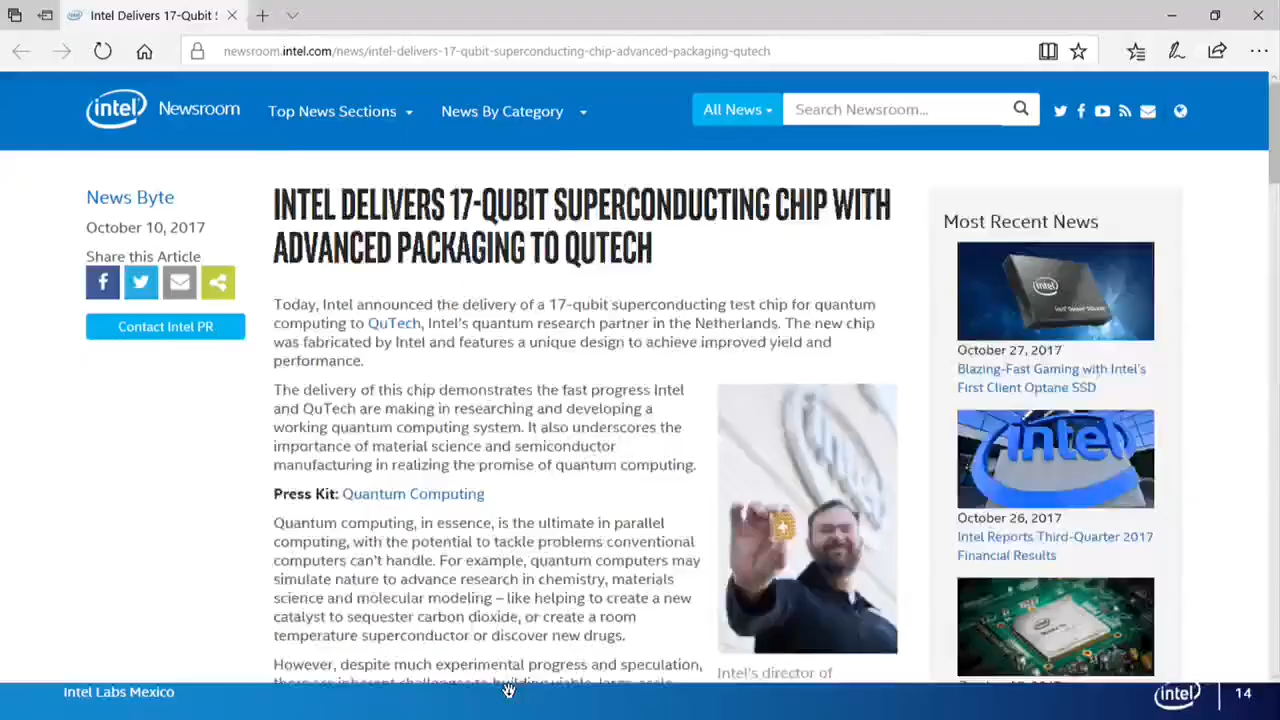 Intel Delivers 17-Qubit S
newsroom.intel.com/news/intel-delivers-17-qubit-superconducting-chip-advanced-packaging-qutech
intel Newsroom
Top News Sections
News By Category
All News
Search Newsroom...
News Byte
October 10, 2017
Share this Article
Contact Intel PR
INTEL DELIVERS 17-QUBIT SUPERCONDUCTING CHIP WITH
ADVANCED PACKAGING TO QUTECH
Today, Intel announced the delivery of a 17-qubit superconducting test chip for quantum
computing to QuTech, Intel's quantum research partner in the Netherlands. The new chip
was fabricated by Intel and features a unique design to achieve improved yield and
performance.
The delivery of this chip demonstrates the fast progress Intel
and QuTech are making in researching and developing a
working quantum computing system. It also underscores the
importance of material science and semiconductor
manufacturing in realizing the promise of quantum computing.
Press Kit: Quantum Computing
Quantum computing, in essence, is the ultimate in parallel
computing, with the potential to tackle problems conventional
computers can't handle. For example, quantum computers may
simulate nature to advance research in chemistry, materials
science and molecular modeling – like helping to create a new
catalyst to sequester carbon dioxide, or create a room
temperature superconductor or discover new drugs.
However, despite much experimental progress and speculation,
Intel's director of
Most Recent News
intel
October 27, 2017
Blazing-Fast Gaming with Intel's
First Client Optane SSD
intel
October 26, 2017
Intel Reports Third-Quarter 2017
Financial Results
Intel Labs Mexico
intel
14